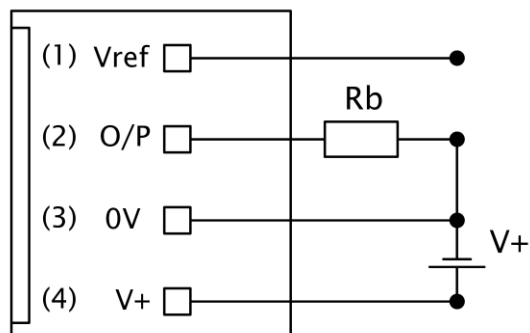 (1) Vref
Rb
(2) O/P
(3) 0V
V+
(4) V+